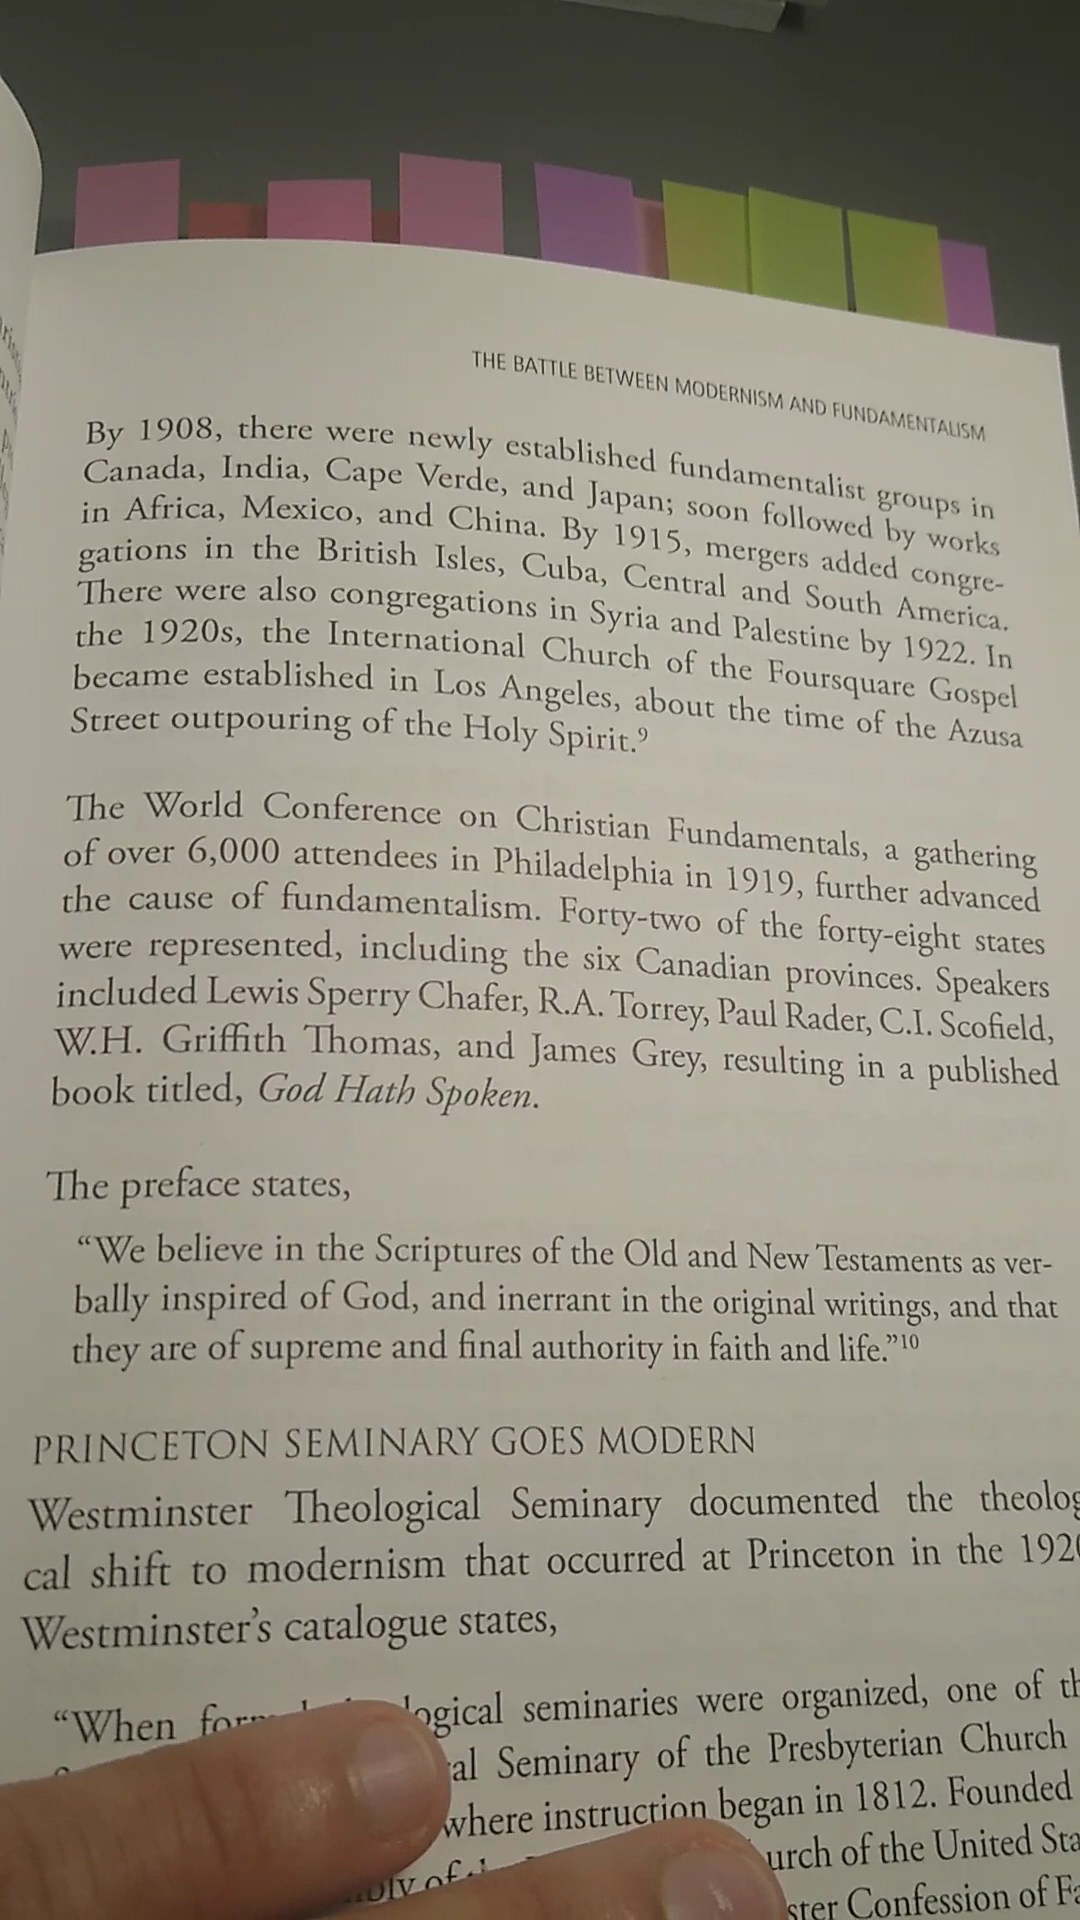 THE BATTLE BETWEEN MODERNISM AND FUNDAMENTALISM
By 1908, there were newly established fundamentalist groups in
Canada, India, Cape Verde, and Japan; soon followed by works
in Africa, Mexico, and China. By 1915, mergers added congre-
gations in the British Isles, Cuba, Central and South America.
There were also congregations in Syria and Palestine by 1922. In
the 1920s, the International Church of the Foursquare Gospel
became established in Los Angeles, about the time of the Azusa
Street outpouring of the Holy Spirit.9
The World Conference on Christian Fundamentals, a gathering
of over 6,000 attendees in Philadelphia in 1919, further advanced
the cause of fundamentalism. Forty-two of the forty-eight states
were represented, including the six Canadian provinces. Speakers
included Lewis Sperry Chafer, R.A. Torrey, Paul Rader, C.I. Scofield,
W.H. Griffith Thomas, and James Grey, resulting in a published
book titled, God Hath Spoken.
The preface states,
“We believe in the Scriptures of the Old and New Testaments as ver-
bally inspired of God, and inerrant in the original writings, and that
they are of supreme and final authority in faith and life.”10
PRINCETON SEMINARY GOES MODERN
Westminster Theological Seminary documented the theolog
cal shift to modernism that occurred at Princeton in the 192
Westminster’s catalogue states,
“When ological seminaries were organized, one of th
al Seminary of the Presbyterian Church
where instruction began in 1812. Founded
of urch of the United Sta
ster Confession of Fa